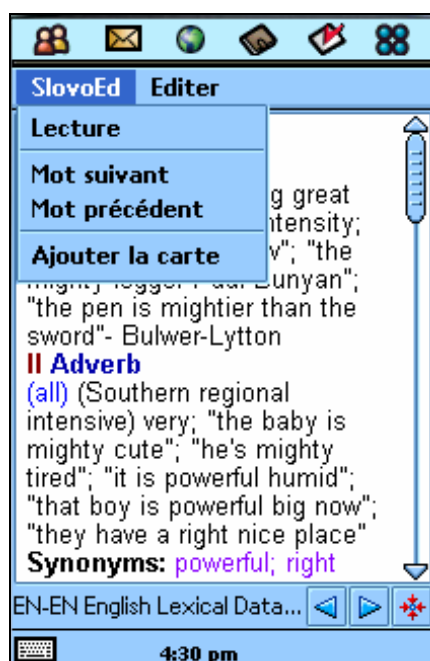 SlovoEd Editer
Lecture
Mot suivant
Mot précédent
Ajouter la carte
g great
ntensity;
y"; "the
"the pen is mightier than the
sword"- Bulwer-Lytton
II Adverb
(all) (Southern regional
intensive) very; "the baby is
mighty cute"; "he's mighty
tired"; "it is powerful humid";
"that boy is powerful big now";
"they have a right nice place"
Synonyms: powerful; right
EN-EN English Lexical Data...
4:30 pm